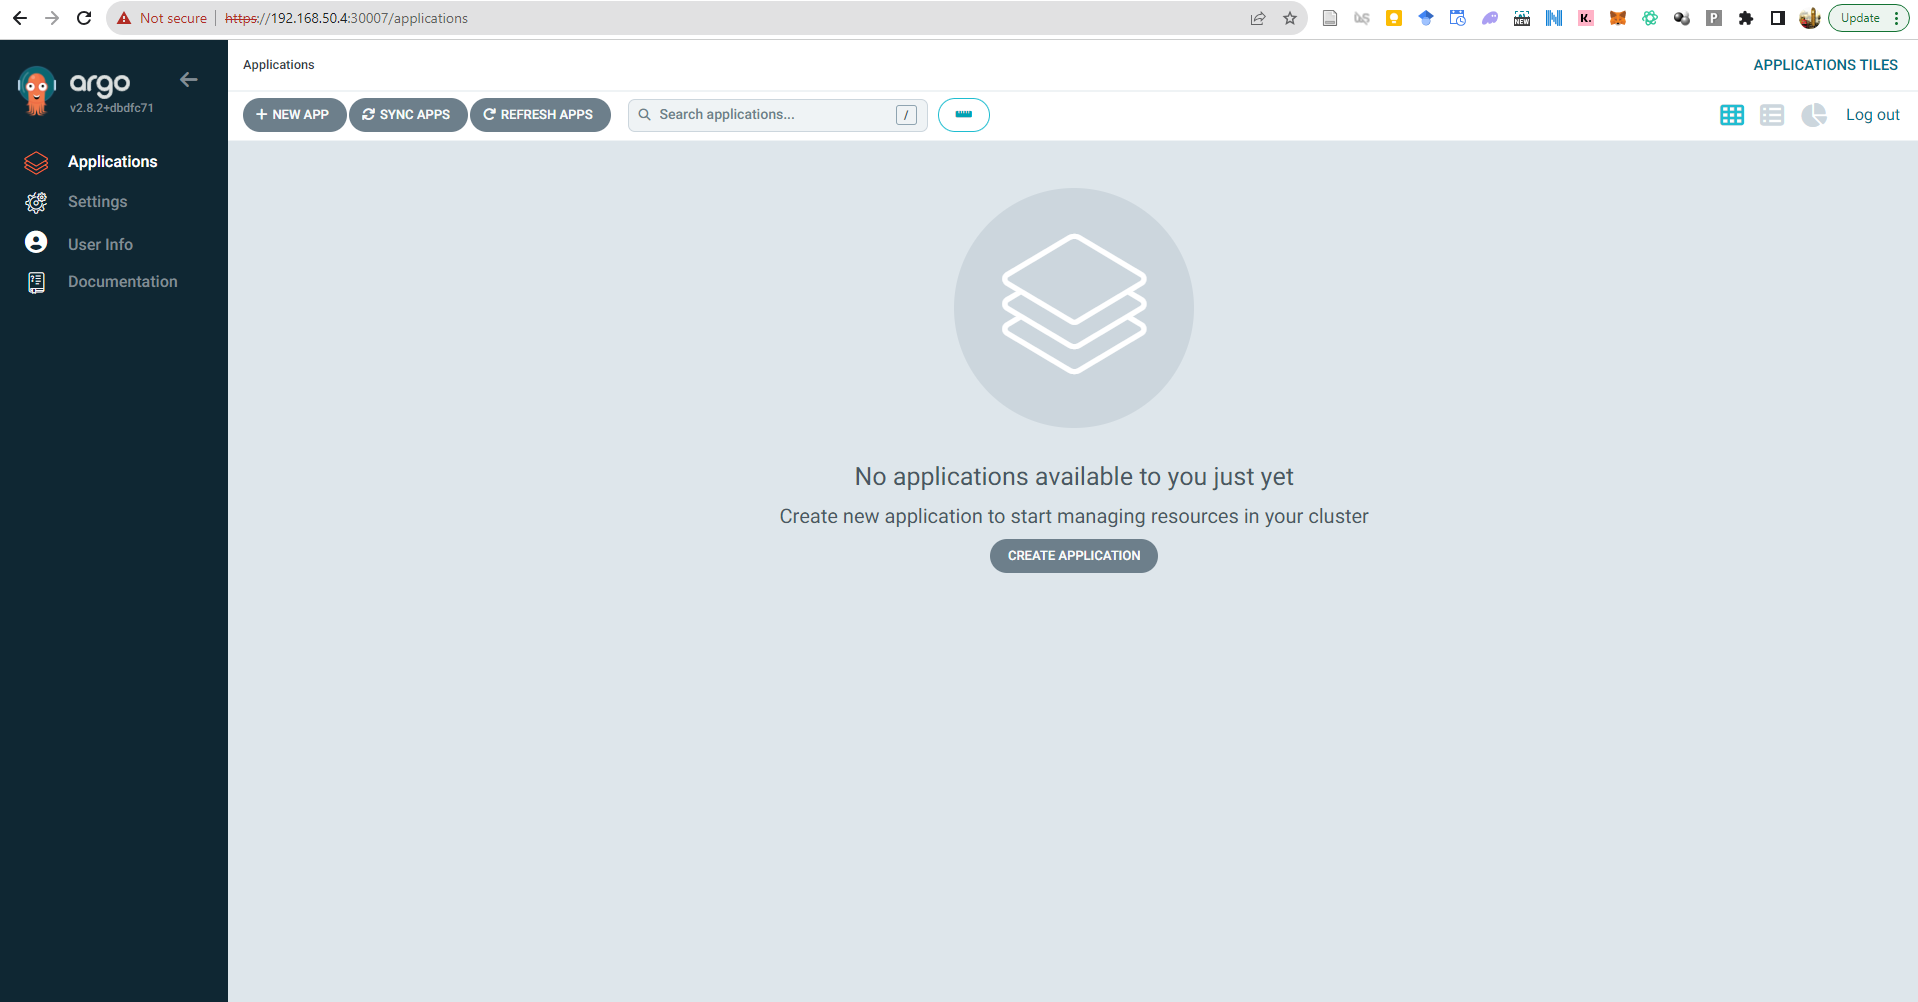 Not secure https://192.168.50.4:30007/applications
NEW
K.
P
Update
argo
v2.8.2+dbdfc71
Applications
Settings
User Info
Documentation
Applications
APPLICATIONS TILES
NEW APP
SYNC APPS
REFRESH APPS
Search applications...
/
Log out
No applications available to you just yet
Create new application to start managing resources in your cluster
CREATE APPLICATION